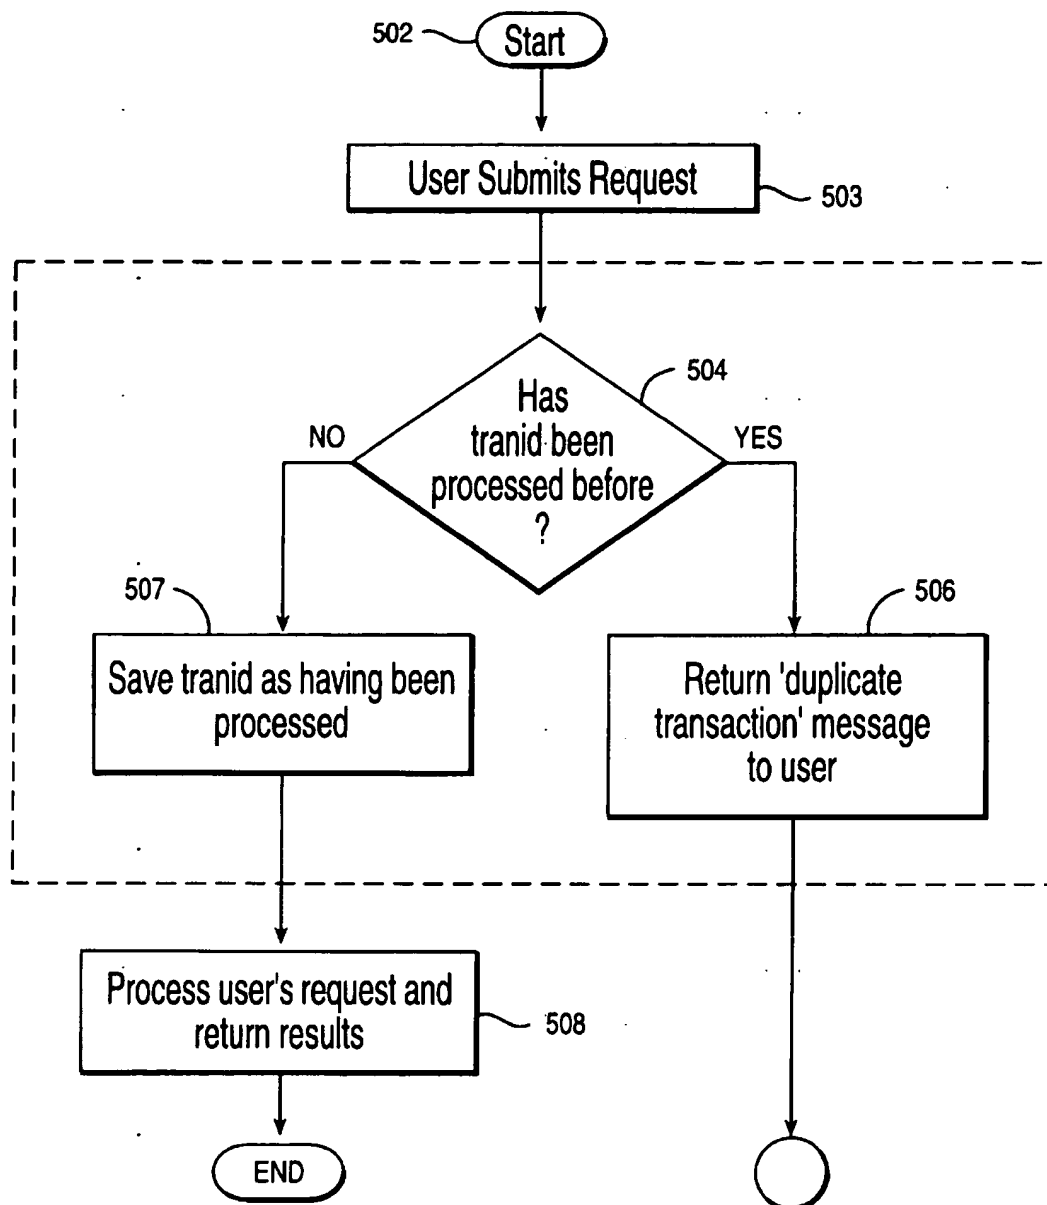 502
Start
User Submits Request
503
504
Has
tranid been
processed before
?
NO
YES
507
506
Save tranid as having been
processed
Return 'duplicate
transaction' message
to user
Process user's request and
return results
508
END